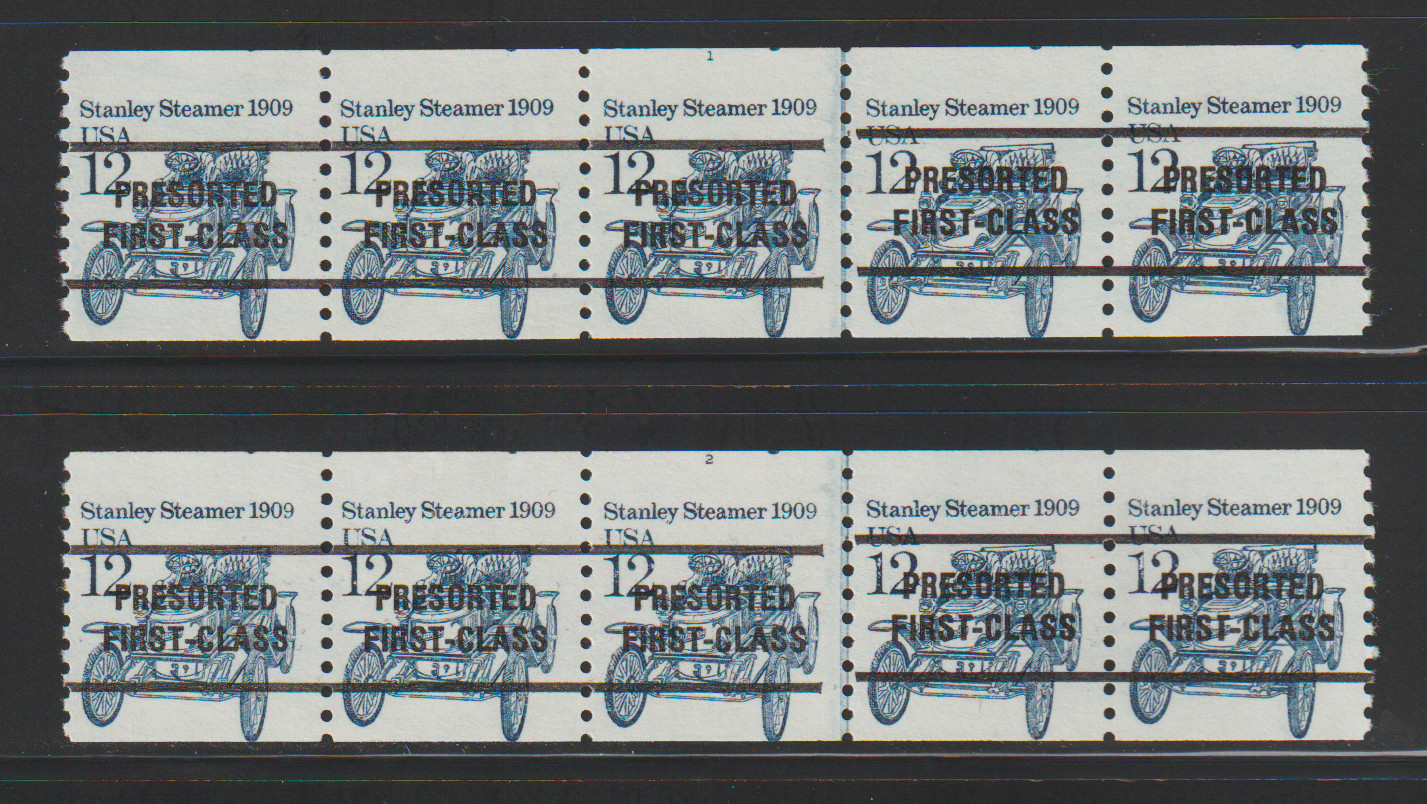 1
Stanley Steamer 1909 Stanley Steamer 1909 Stanley Steamer 1909 Stanley Steamer 1909 Stanley Steamer 1909
USA USA USA USA USA
12 12 12 12 12
PRESORTED PRESORTED PRESORTED PRESORTED PRESORTED
FIRST-CLASS FIRST-CLASS FIRST-CLASS FIRST-CLASS FIRST-CLASS
2
Stanley Steamer 1909 Stanley Steamer 1909 Stanley Steamer 1909 Stanley Steamer 1909 Stanley Steamer 1909
USA USA USA USA USA
12 12 12 12 12
PRESORTED PRESORTED PRESORTED PRESORTED PRESORTED
FIRST-CLASS FIRST-CLASS FIRST-CLASS FIRST-CLASS FIRST-CLASS